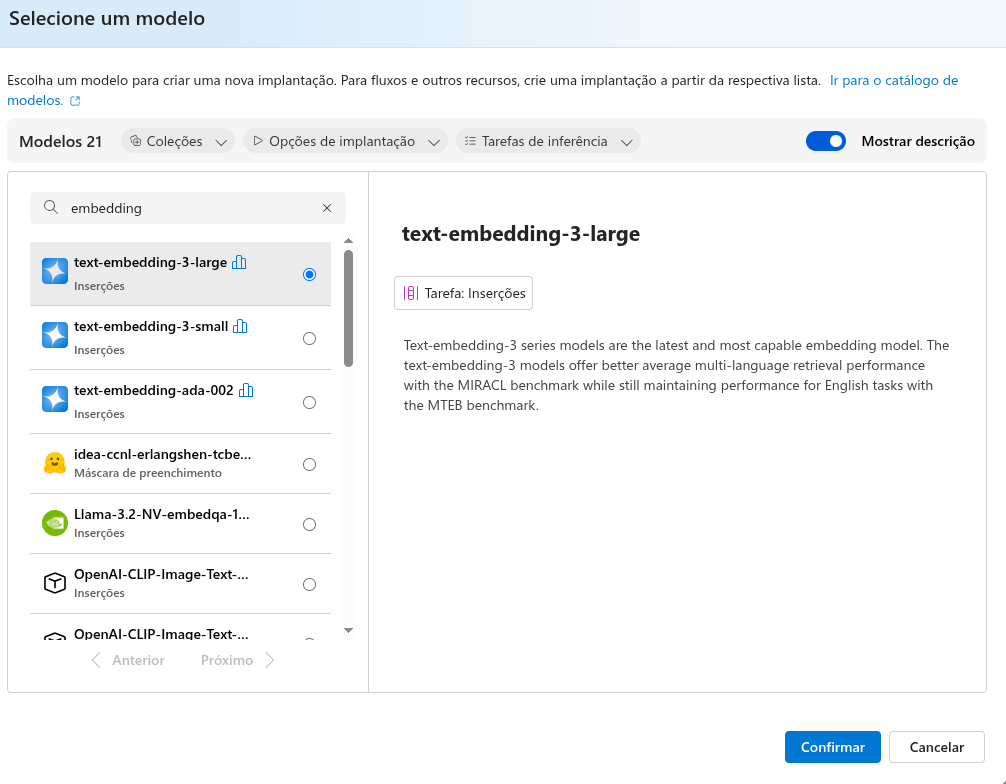 Selecione um modelo
Escolha um modelo para criar uma nova implantação. Para fluxos e outros recursos, crie uma implantação a partir da respectiva lista. Ir para o catálogo de
modelos.
Modelos 21 Coleções Opções de implantação Tarefas de inferência Mostrar descrição
embedding
text-embedding-3-large
Inserções
text-embedding-3-small
Inserções
text-embedding-ada-002
Inserções
idea-ccnl-erlangshen-tcbe...
Máscara de preenchimento
Llama-3.2-NV-embedqa-1...
Inserções
OpenAI-CLIP-Image-Text-...
Inserções
OpenAI-CLIP-Image-Text-...
Anterior Próximo
text-embedding-3-large
Tarefa: Inserções
Text-embedding-3 series models are the latest and most capable embedding model. The
text-embedding-3 models offer better average multi-language retrieval performance
with the MIRACL benchmark while still maintaining performance for English tasks with
the MTEB benchmark.
Confirmar Cancelar